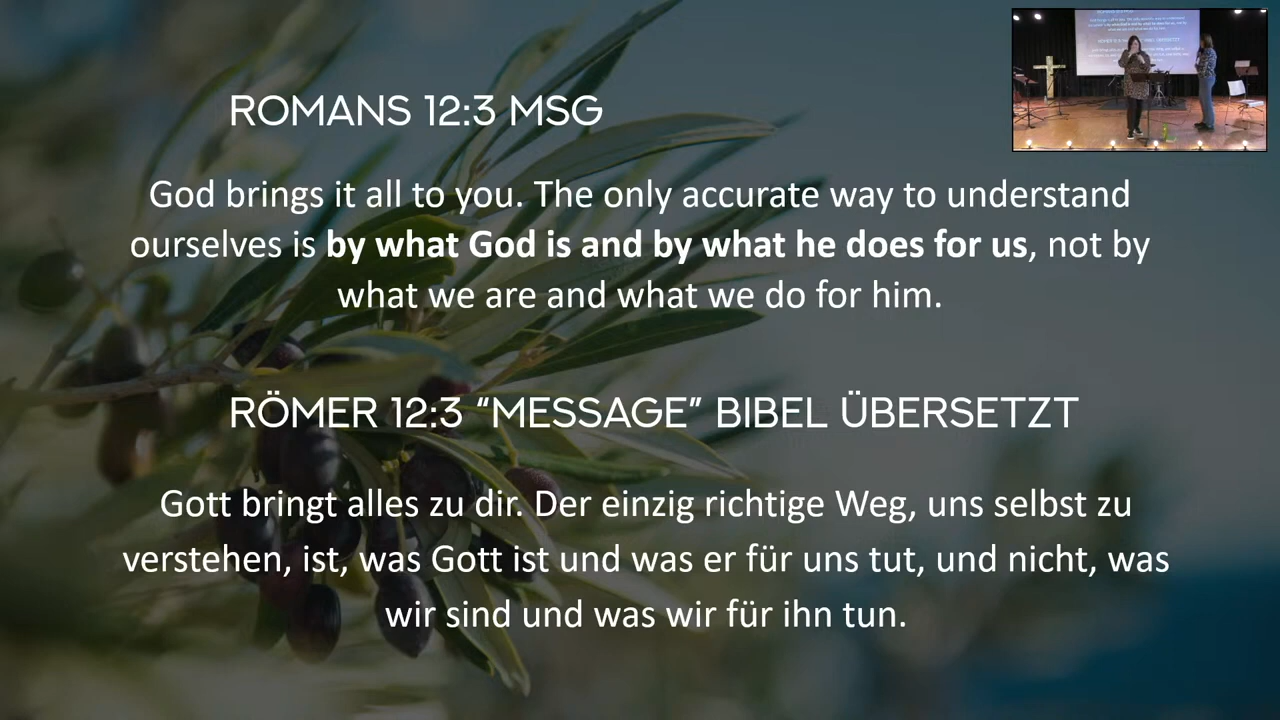 ROMANS 12:3 MSG
God brings it all to you. The only accurate way to understand
ourselves is by what God is and by what he does for us, not by
what we are and what we do for him.
RÖMER 12:3 “MESSAGE” BIBEL ÜBERSETZT
Gott bringt alles zu dir. Der einzig richtige Weg, uns selbst zu
verstehen, ist, was Gott ist und was er für uns tut, und nicht, was
wir sind und was wir für ihn tun.